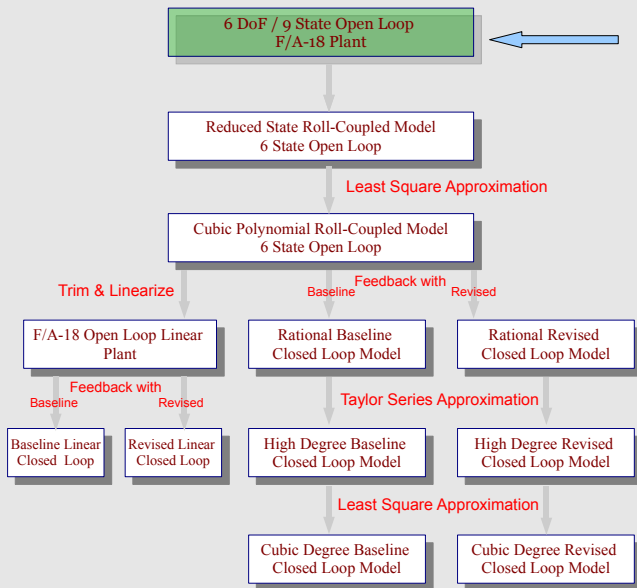 6 DoF / 9 State Open Loop
F/A-18 Plant
Reduced State Roll-Coupled Model
6 State Open Loop
Least Square Approximation
Cubic Polynomial Roll-Coupled Model
6 State Open Loop
Trim & Linearize
Feedback with
Baseline
Revised
F/A-18 Open Loop Linear
Plant
Rational Baseline
Closed Loop Model
Rational Revised
Closed Loop Model
Feedback with
Baseline
Revised
Taylor Series Approximation
Baseline Linear
Closed Loop
Revised Linear
Closed Loop
High Degree Baseline
Closed Loop Model
High Degree Revised
Closed Loop Model
Least Square Approximation
Cubic Degree Baseline
Closed Loop Model
Cubic Degree Revised
Closed Loop Model